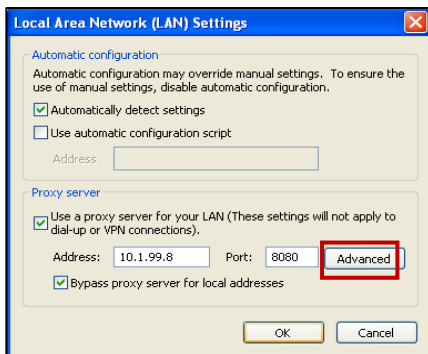 Local Area Network (LAN) Settings
Automatic configuration
Automatic configuration may override manual settings. To ensure the
use of manual settings, disable automatic configuration.
Automatically detect settings
Use automatic configuration script
Address
Proxy server
Use a proxy server for your LAN (These settings will not apply to
dial-up or VPN connections).
Address: 10.1.99.8 Port: 8080 Advanced
Bypass proxy server for local addresses
OK Cancel